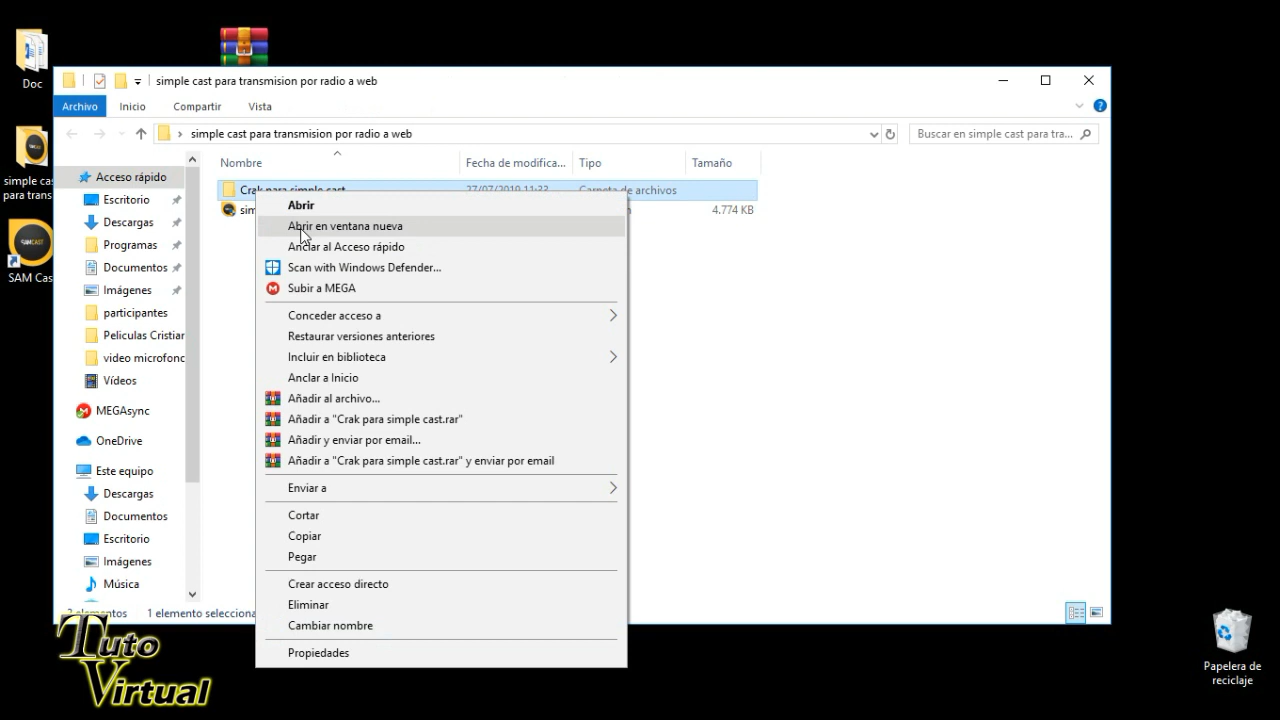 Doc
simple cast para transmision por radio a web
Archivo
Inicio
Compartir
Vista
simple cast para transmision por radio a web
Buscar en simple cast para tra...
Nombre
Fecha de modifica...
Tipo
Tamaño
Acceso rápido
Escritorio
Descargas
Programas
Documentos
Imágenes
participantes
Peliculas Cristiar
video microfonc
Vídeos
MEGAsync
OneDrive
Este equipo
Descargas
Documentos
Escritorio
Imágenes
Música
Crak para simple cast
27/07/2019 11:33
Carpeta de archivos
sim
4.774 KB
Abrir
Abrir en ventana nueva
Anclar al Acceso rápido
Scan with Windows Defender...
Subir a MEGA
Conceder acceso a
Restaurar versiones anteriores
Incluir en biblioteca
Anclar a Inicio
Añadir al archivo...
Añadir a "Crak para simple cast.rar"
Añadir y enviar por email...
Añadir a "Crak para simple cast.rar" y enviar por email
Enviar a
Cortar
Copiar
Pegar
Crear acceso directo
Eliminar
Cambiar nombre
Propiedades
2 elementos
1 elemento selecciona
simple cas
para trans
SAMCAST
SAM Cas
Tuto
Virtual
Papelera de
reciclaje